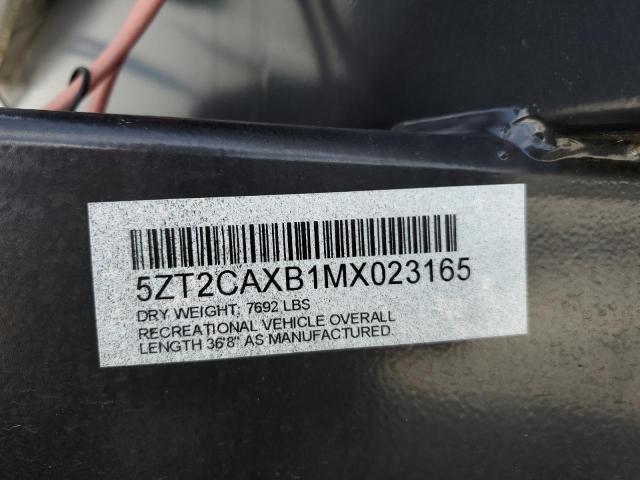 5ZT2CAXB1MX023165
DRY WEIGHT; 7692 LBS
RECREATIONAL VEHICLE OVERALL
LENGTH 36'8" AS MANUFACTURED.